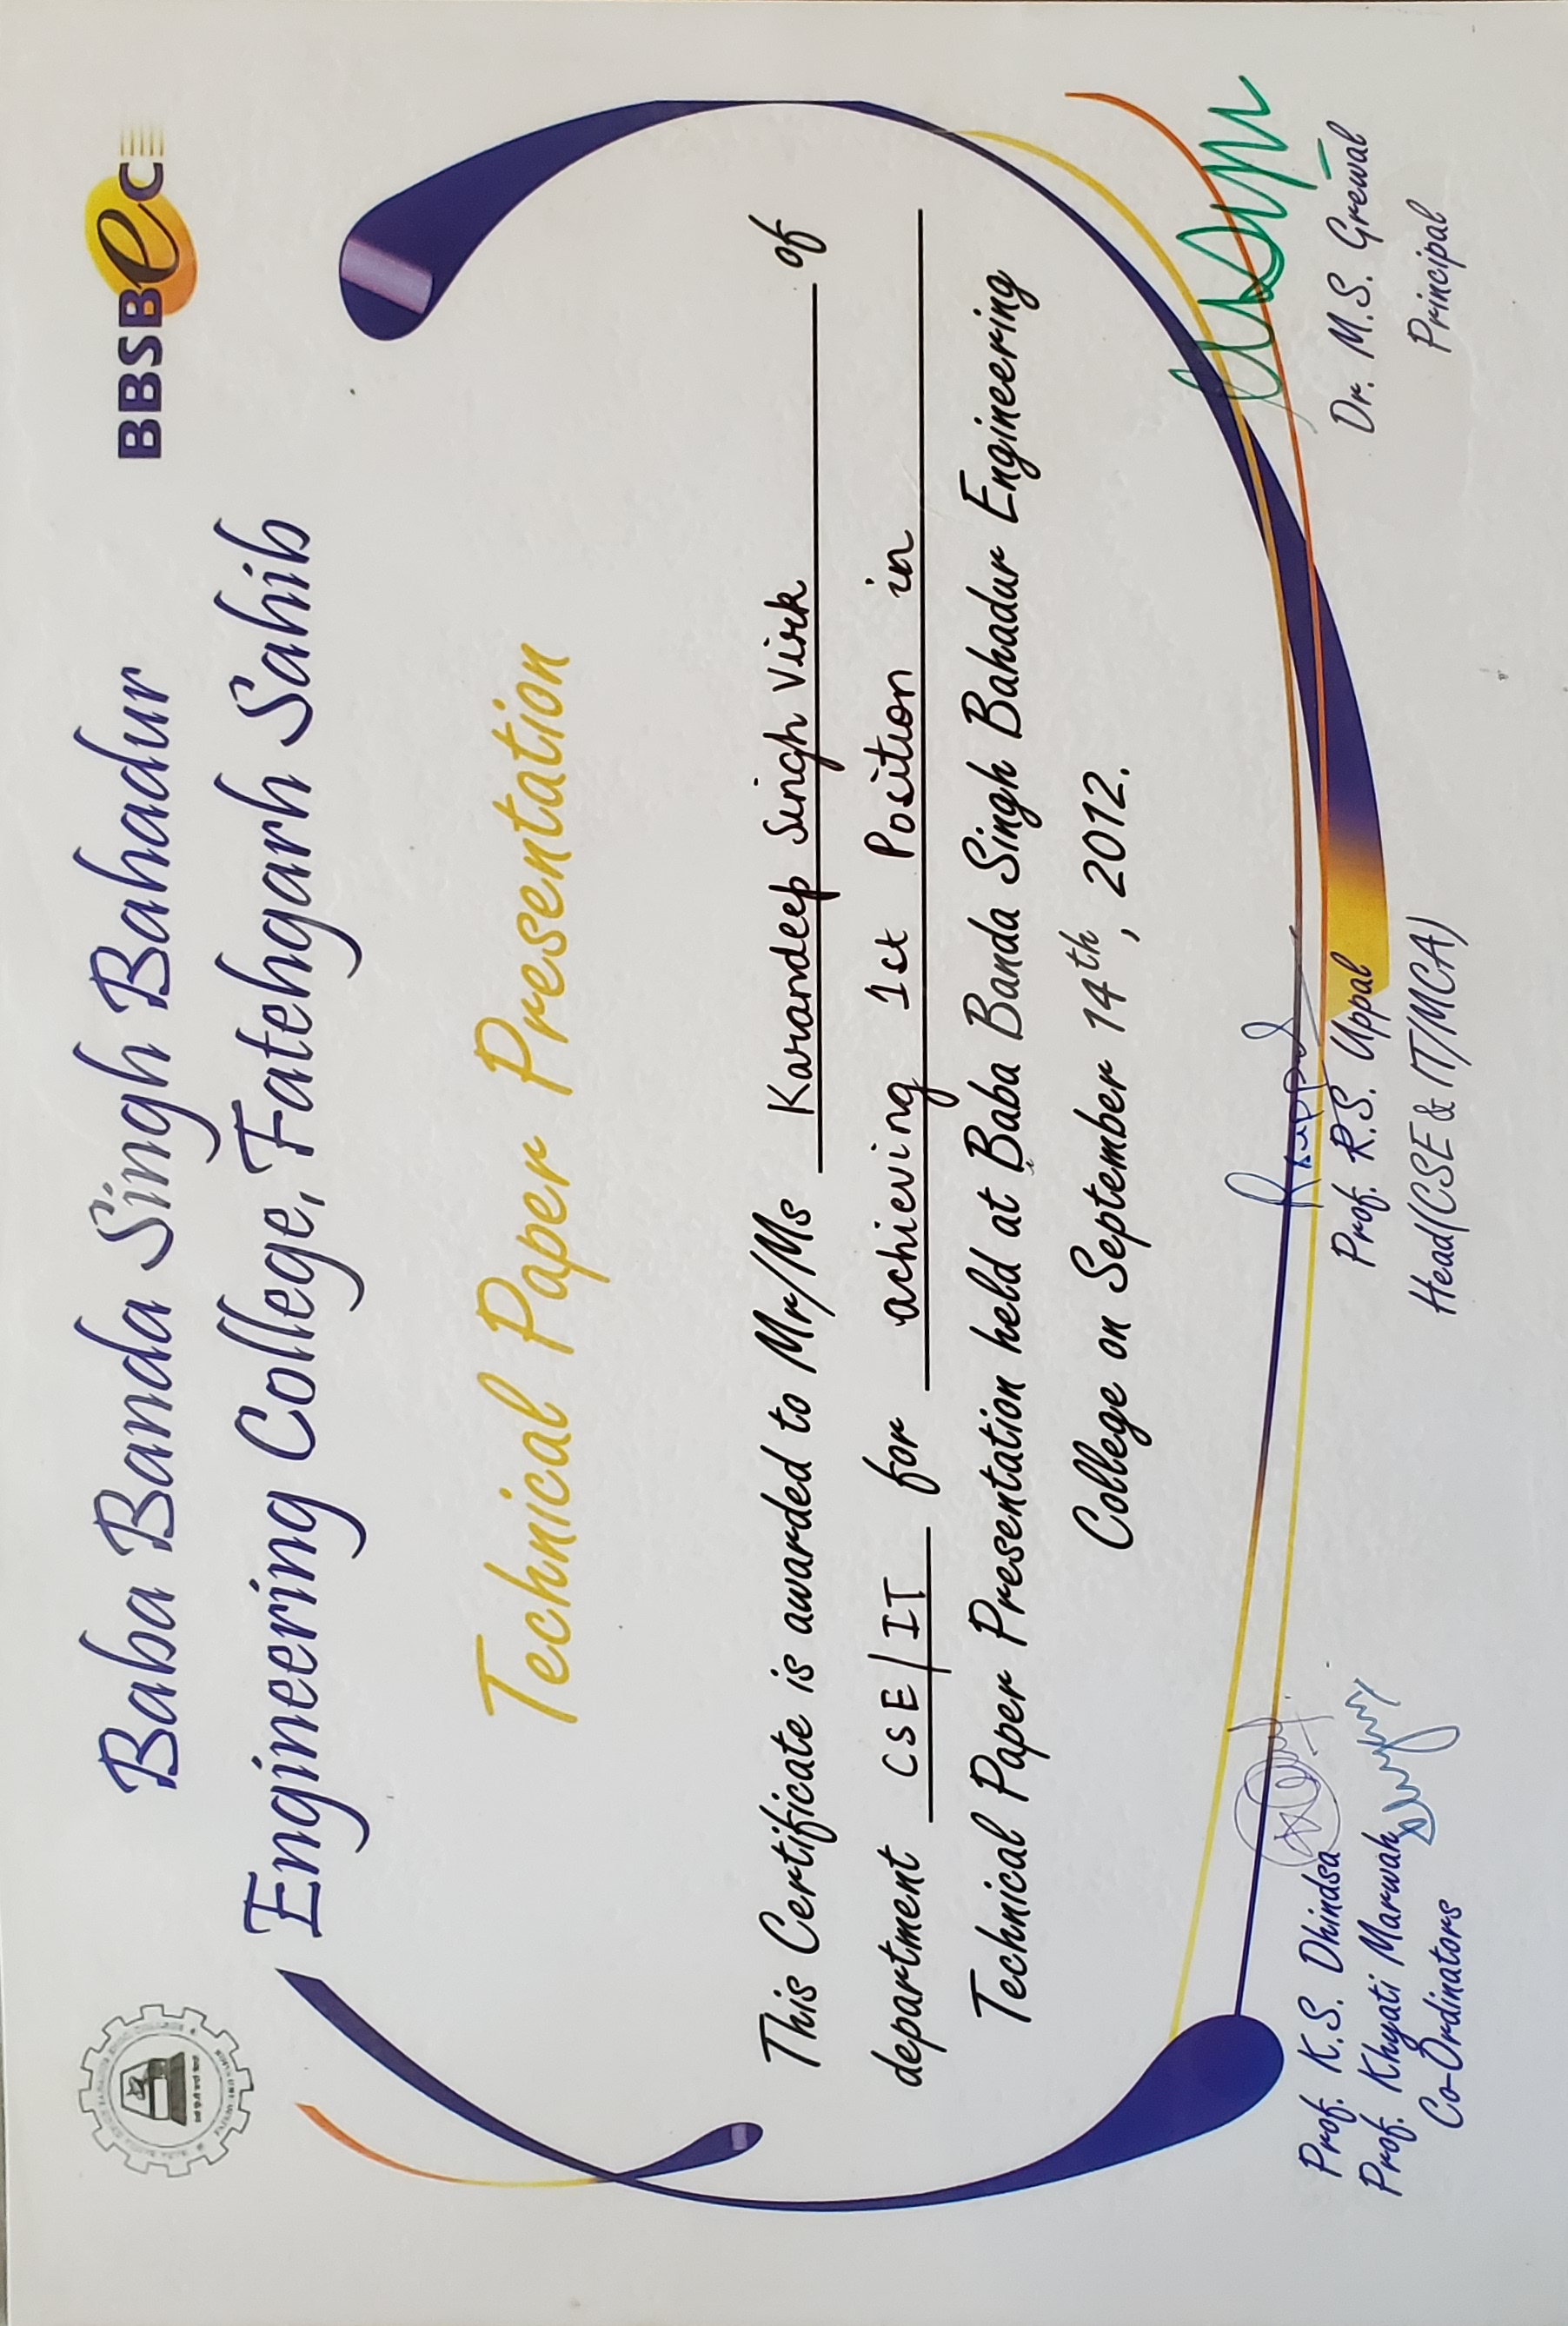 Baba Banda Singh Bahadur
BBSBeC
Engineering College, Fatehgarh Sahib
Technical Paper Presentation
This Certificate is awarded to Mr/Ms Karandeep Singh Virk of
department CSE/IT for achieving 1st Position in
Technical Paper Presentation held at Baba Banda Singh Bahadur Engineering
College on September 14th, 2012.
Rsuppal
Prof. K.S. Dhindsa
Prof. Khyati Marwah
Co-Ordinators
Prof. R.S. Uppal
Head(CSE & IT/MCA)
Dr. M.S. Grewal
Principal